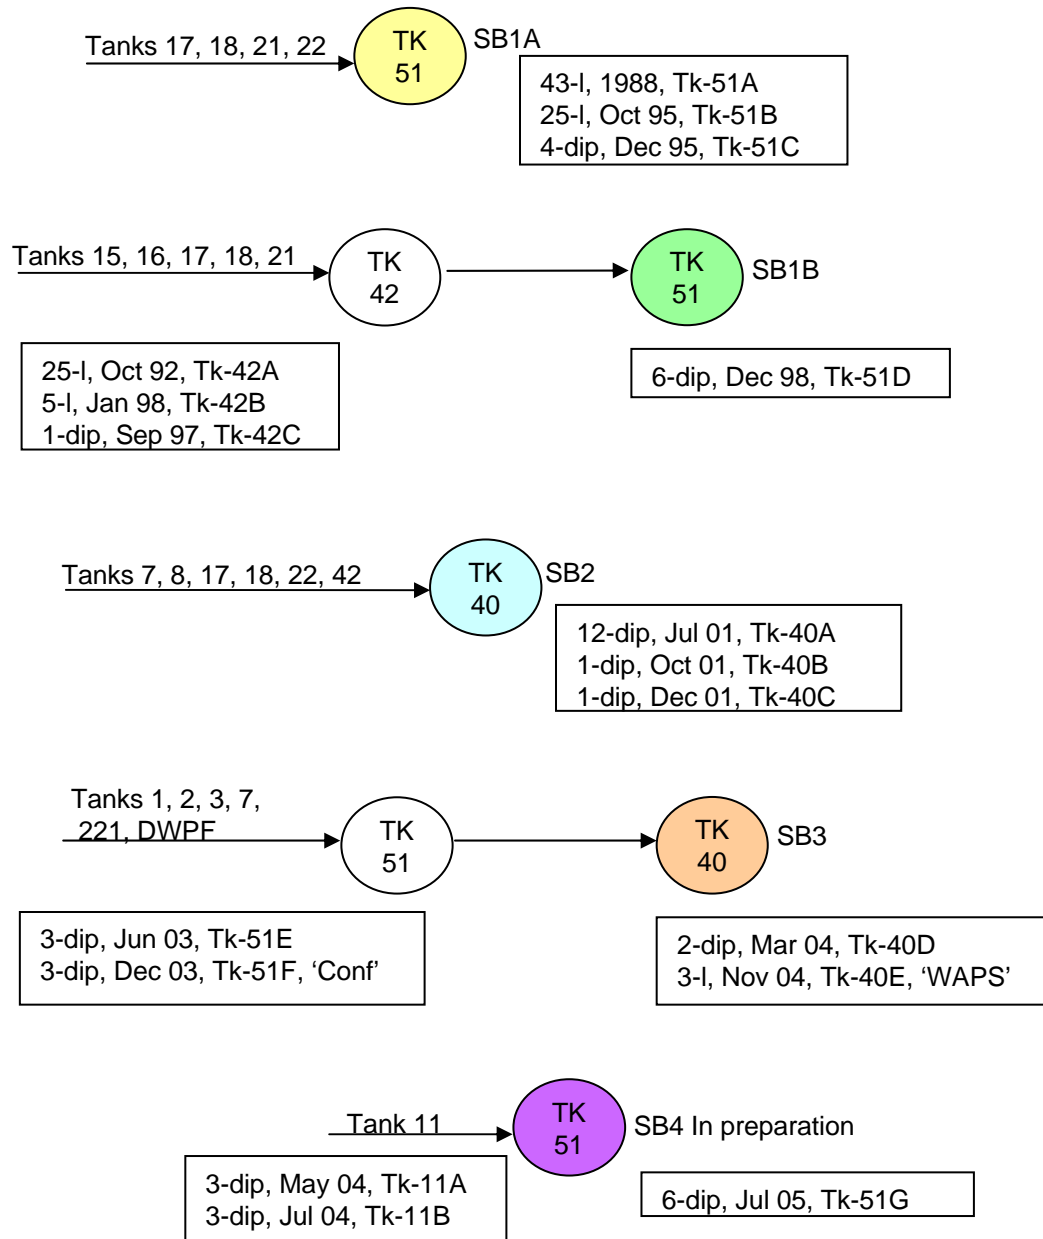 Tanks 17, 18, 21, 22
TK
51
SB1A
43-l, 1988, Tk-51A
25-l, Oct 95, Tk-51B
4-dip, Dec 95, Tk-51C
Tanks 15, 16, 17, 18, 21
TK
42
TK
51
SB1B
25-l, Oct 92, Tk-42A
5-l, Jan 98, Tk-42B
1-dip, Sep 97, Tk-42C
6-dip, Dec 98, Tk-51D
Tanks 7, 8, 17, 18, 22, 42
TK
40
SB2
12-dip, Jul 01, Tk-40A
1-dip, Oct 01, Tk-40B
1-dip, Dec 01, Tk-40C
Tanks 1, 2, 3, 7,
221, DWPF
TK
51
TK
40
SB3
3-dip, Jun 03, Tk-51E
3-dip, Dec 03, Tk-51F, ‘Conf’
2-dip, Mar 04, Tk-40D
3-l, Nov 04, Tk-40E, ‘WAPS’
Tank 11
TK
51
SB4 In preparation
3-dip, May 04, Tk-11A
3-dip, Jul 04, Tk-11B
6-dip, Jul 05, Tk-51G